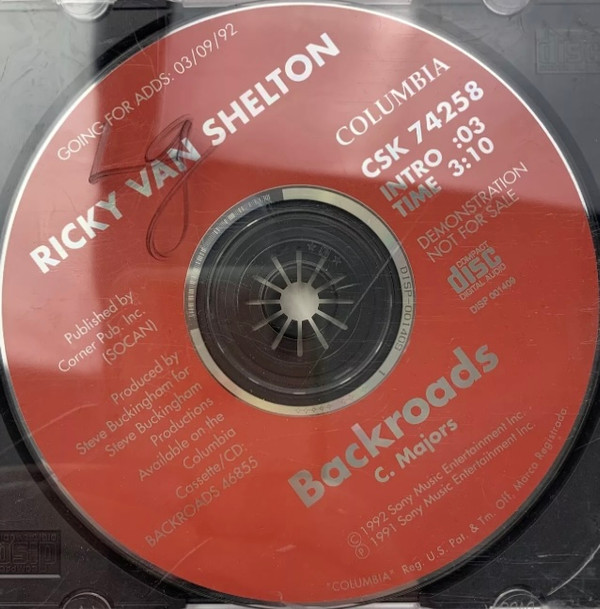 GOING FOR ADDS: 03/09/92
RICKY VAN SHELTON
COLUMBIA
CSK 74258
INTRO :03
TIME 3:10
DEMONSTRATION
NOT FOR SALE
COMPACT
disc
DIGITAL AUDIO
DISP 001409
Published by
Corner Pub. Inc.
(SOCAN)
Produced by
Steve Buckingham for
Steve Buckingham
Productions
Available on the
Columbia
Cassette/CD:
BACKROADS 46855
Backroads
C. Majors
© 1992 Sony Music Entertainment Inc.
℗ 1991 Sony Music Entertainment Inc.
"COLUMBIA" Reg. U.S. Pat. & Tm. Off. Marca Registrada